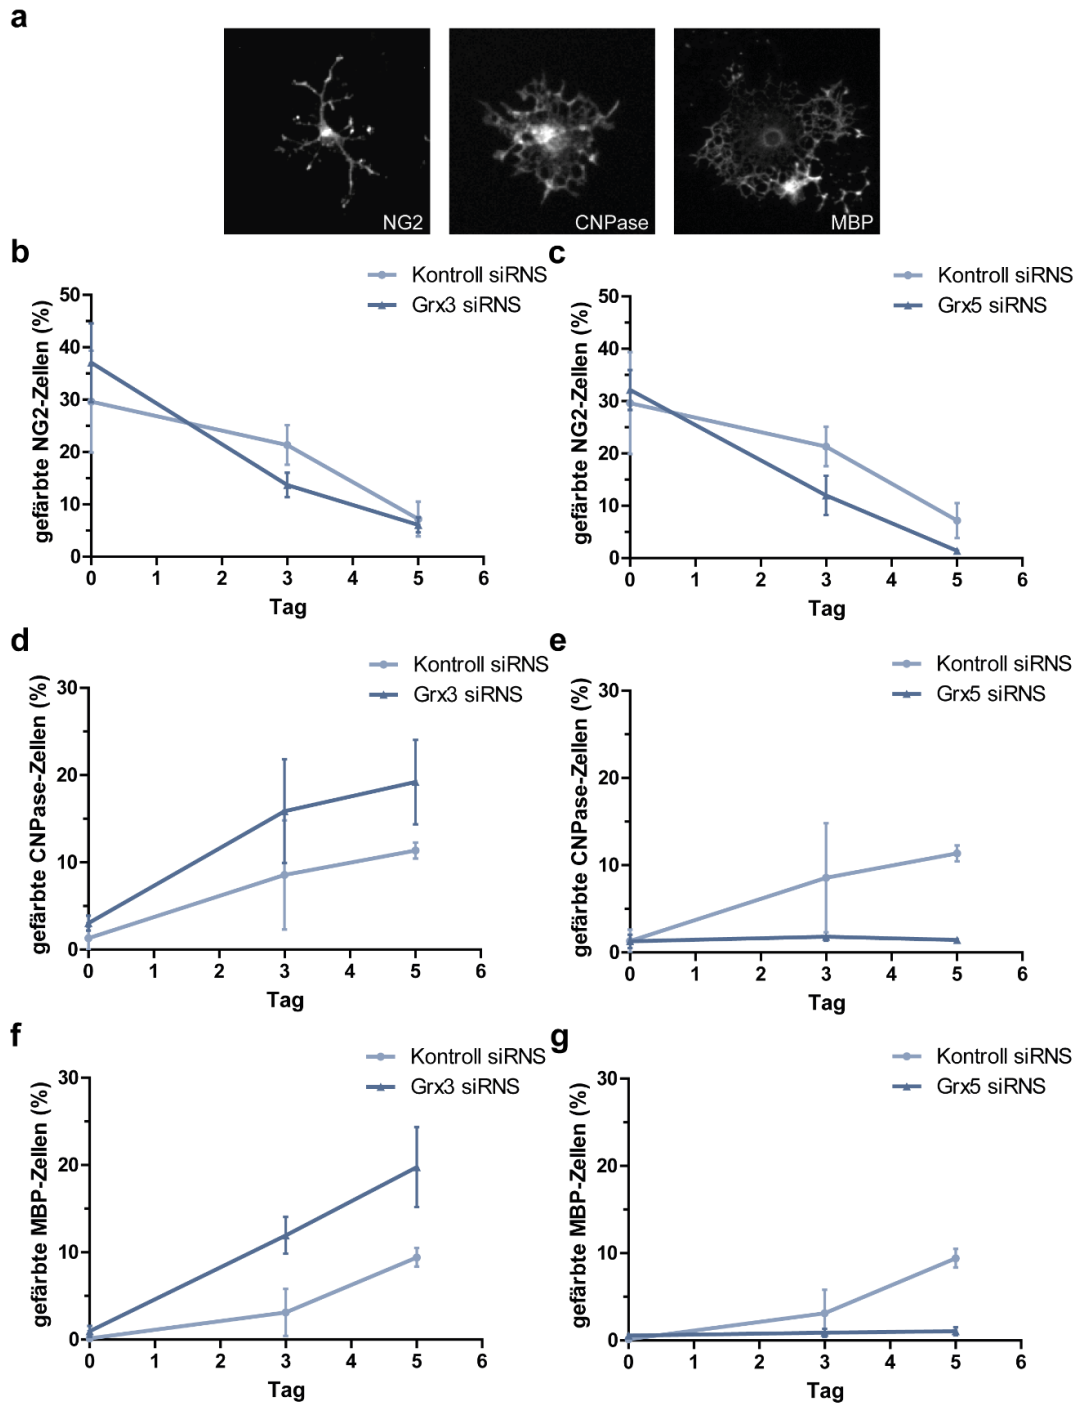 a
NG2
CNPase
MBP
b
Kontroll siRNS
Grx3 siRNS
gefärbte NG2-Zellen (%)
50
40
30
20
10
0
0 1 2 3 4 5 6
Tag
c
Kontroll siRNS
Grx5 siRNS
gefärbte NG2-Zellen (%)
50
40
30
20
10
0
0 1 2 3 4 5 6
Tag
d
Kontroll siRNS
Grx3 siRNS
gefärbte CNPase-Zellen (%)
30
20
10
0
0 1 2 3 4 5 6
Tag
e
Kontroll siRNS
Grx5 siRNS
gefärbte CNPase-Zellen (%)
30
20
10
0
0 1 2 3 4 5 6
Tag
f
Kontroll siRNS
Grx3 siRNS
gefärbte MBP-Zellen (%)
30
20
10
0
0 1 2 3 4 5 6
Tag
g
Kontroll siRNS
Grx5 siRNS
gefärbte MBP-Zellen (%)
30
20
10
0
0 1 2 3 4 5 6
Tag